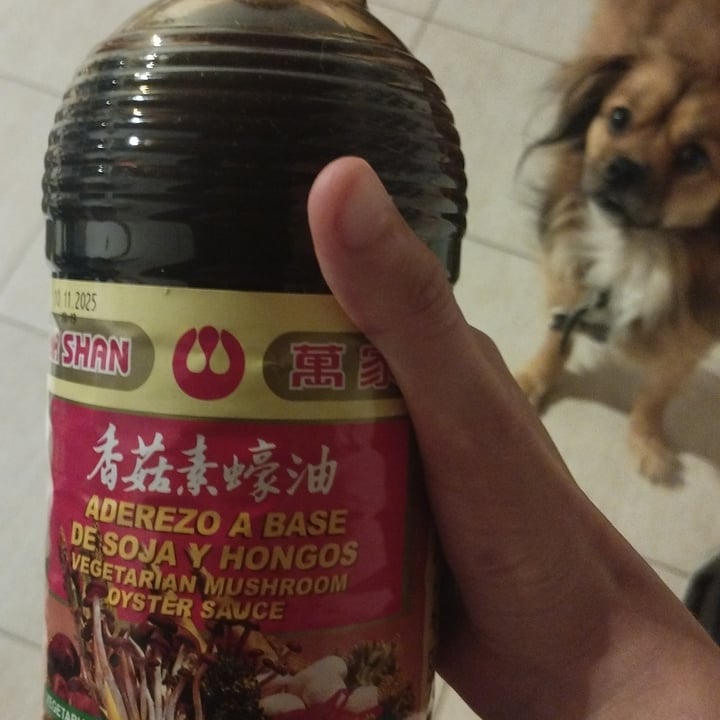 10.11.2025
SHAN
萬家
香菇素蠔油
ADEREZO A BASE
DE SOJA Y HONGOS
VEGETARIAN MUSHROOM
OYSTER SAUCE